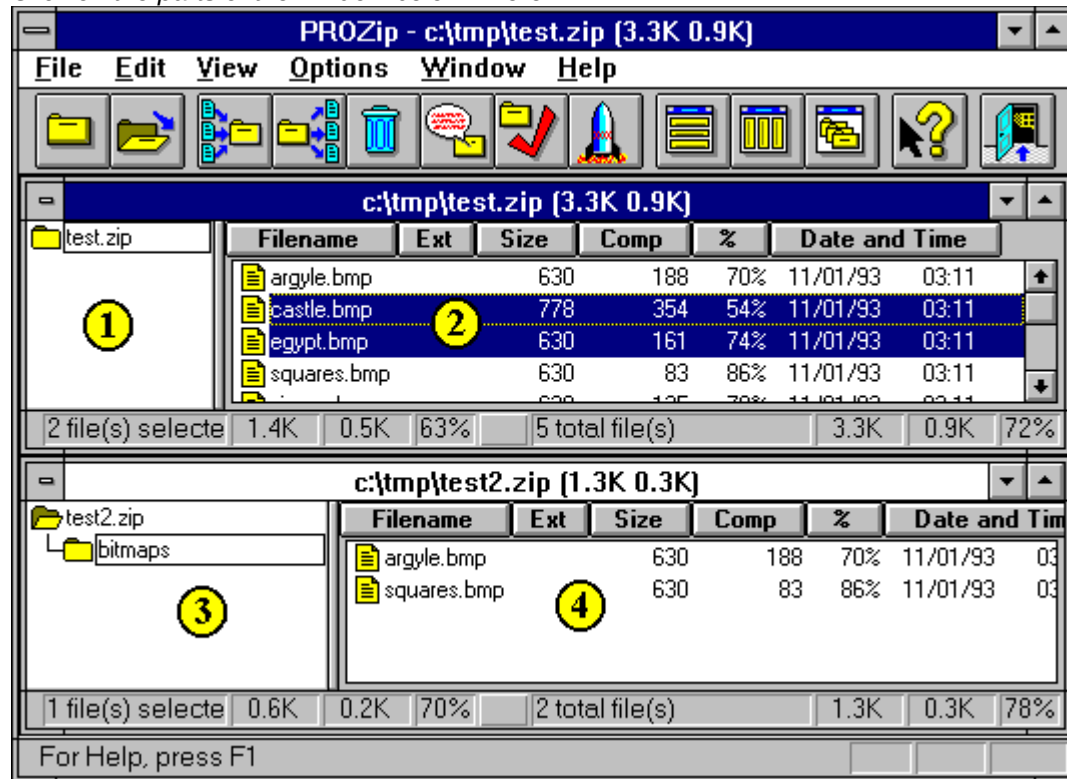 PROZip - c:\tmp\test.zip (3.3K 0.9K)
File Edit View Options Window Help
c:\tmp\test.zip (3.3K 0.9K)
test.zip
Filename Ext Size Comp % Date and Time
argyle.bmp 630 188 70% 11/01/93 03:11
castle.bmp 778 354 54% 11/01/93 03:11
egypt.bmp 630 161 74% 11/01/93 03:11
squares.bmp 630 83 86% 11/01/93 03:11
1
2
2 file(s) selecte 1.4K 0.5K 63% 5 total file(s) 3.3K 0.9K 72%
c:\tmp\test2.zip (1.3K 0.3K)
test2.zip
bitmaps
Filename Ext Size Comp % Date and Tim
argyle.bmp 630 188 70% 11/01/93 03
squares.bmp 630 83 86% 11/01/93 03
3
4
1 file(s) selecte 0.6K 0.2K 70% 2 total file(s) 1.3K 0.3K 78%
For Help, press F1